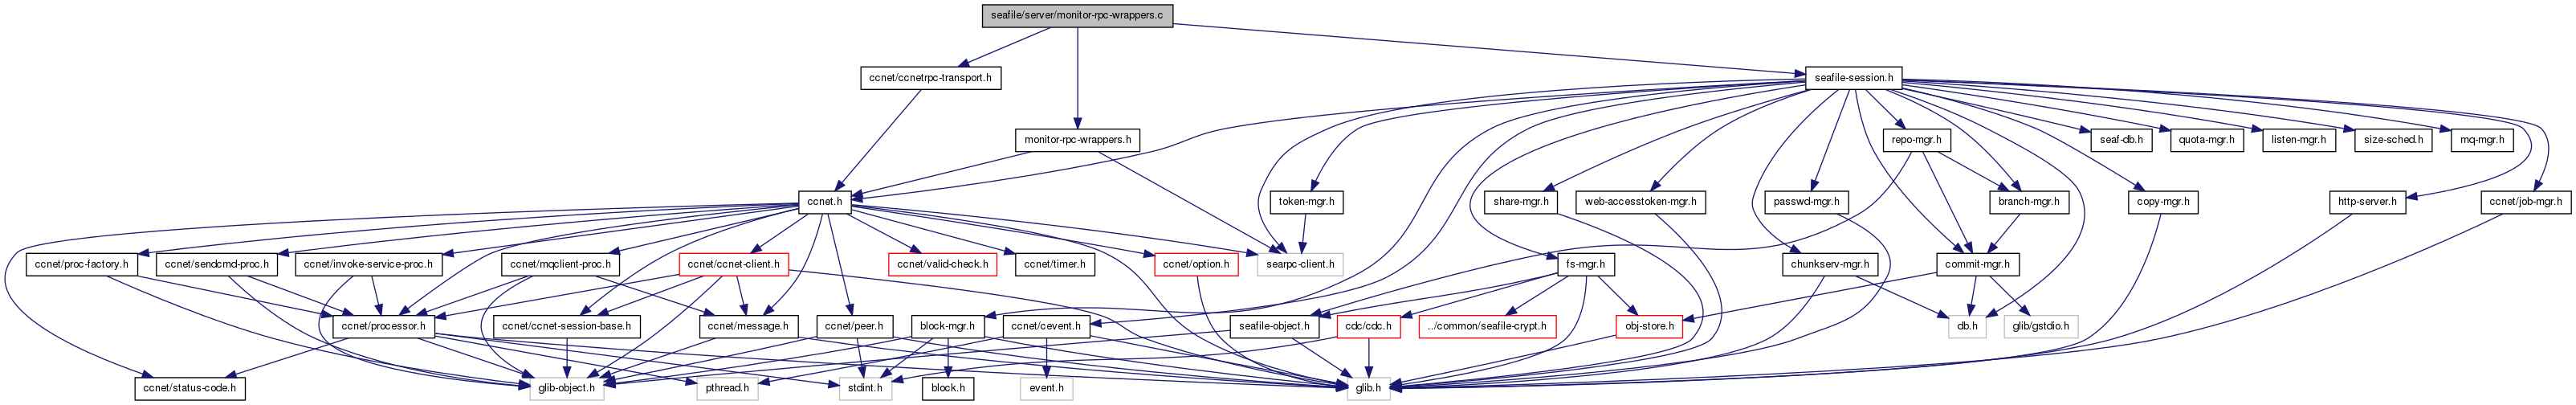 seafile/server/monitor-rpc-wrappers.c
ccnet/ccnetrpc-transport.h
seafile-session.h
monitor-rpc-wrappers.h
repo-mgr.h
seaf-db.h
quota-mgr.h
listen-mgr.h
size-sched.h
mq-mgr.h
ccnet.h
token-mgr.h
share-mgr.h
web-accesstoken-mgr.h
passwd-mgr.h
branch-mgr.h
copy-mgr.h
http-server.h
ccnet/job-mgr.h
ccnet/proc-factory.h
ccnet/sendcmd-proc.h
ccnet/invoke-service-proc.h
ccnet/mqclient-proc.h
ccnet/ccnet-client.h
ccnet/valid-check.h
ccnet/timer.h
ccnet/option.h
searpc-client.h
fs-mgr.h
chunkserv-mgr.h
commit-mgr.h
ccnet/processor.h
ccnet/ccnet-session-base.h
ccnet/message.h
ccnet/peer.h
block-mgr.h
ccnet/cevent.h
seafile-object.h
cdc/cdc.h
../common/seafile-crypt.h
obj-store.h
db.h
glib/gstdio.h
ccnet/status-code.h
glib-object.h
pthread.h
stdint.h
block.h
event.h
glib.h